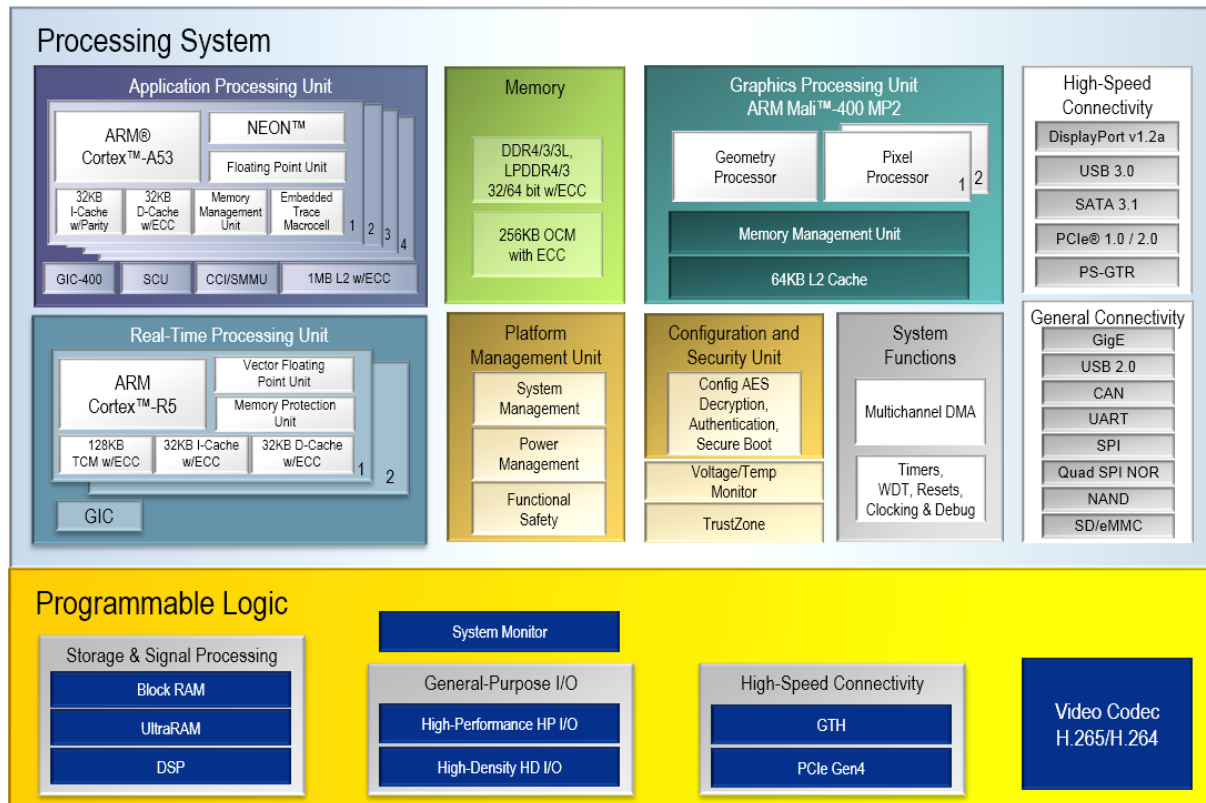 Processing System
Application Processing Unit
ARM®
Cortex™-A53
NEON™
Floating Point Unit
32KB
I-Cache
w/Parity
32KB
D-Cache
w/ECC
Memory
Management
Unit
Embedded
Trace
Macrocell
1
2
3
4
GIC-400
SCU
CCI/SMMU
1MB L2 w/ECC
Memory
DDR4/3/3L,
LPDDR4/3
32/64 bit w/ECC
256KB OCM
with ECC
Graphics Processing Unit
ARM Mali™-400 MP2
Geometry
Processor
Pixel
Processor
1
2
Memory Management Unit
64KB L2 Cache
High-Speed
Connectivity
DisplayPort v1.2a
USB 3.0
SATA 3.1
PCIe® 1.0 / 2.0
PS-GTR
Real-Time Processing Unit
ARM
Cortex™-R5
Vector Floating
Point Unit
Memory Protection
Unit
128KB
TCM w/ECC
32KB I-Cache
w/ECC
32KB D-Cache
w/ECC
1
2
GIC
Platform
Management Unit
System
Management
Power
Management
Functional
Safety
Configuration and
Security Unit
Config AES
Decryption,
Authentication,
Secure Boot
Voltage/Temp
Monitor
TrustZone
System
Functions
Multichannel DMA
Timers,
WDT, Resets,
Clocking & Debug
General Connectivity
GigE
USB 2.0
CAN
UART
SPI
Quad SPI NOR
NAND
SD/eMMC
Programmable Logic
Storage & Signal Processing
Block RAM
UltraRAM
DSP
System Monitor
General-Purpose I/O
High-Performance HP I/O
High-Density HD I/O
High-Speed Connectivity
GTH
PCIe Gen4
Video Codec
H.265/H.264